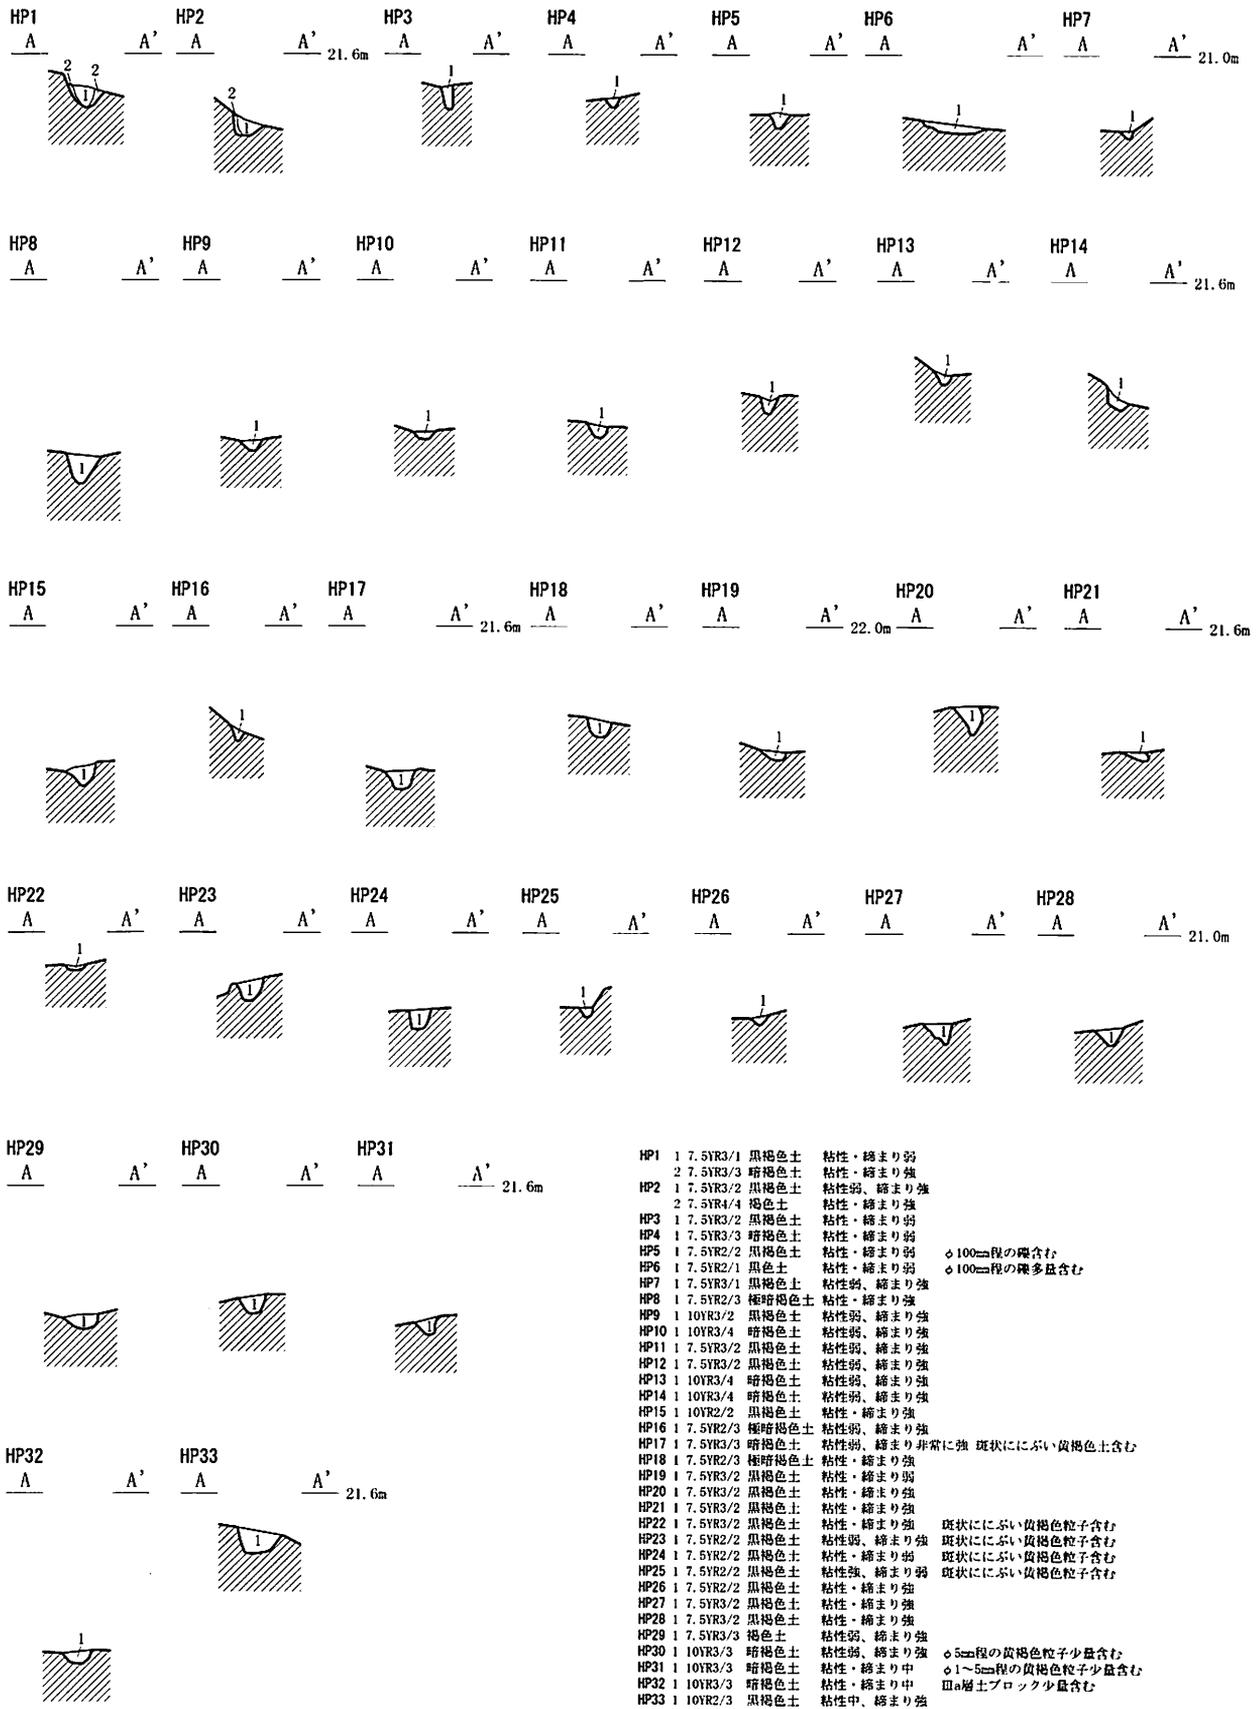 HP1 HP2 HP3 HP4 HP5 HP6 HP7
A A' A A' 21.6m A A' A A' A A' A A' A A' 21.0m
2 2 1 2 1 1 1 1 1 1
HP8 HP9 HP10 HP11 HP12 HP13 HP14
A A' A A' A A' A A' A A' A A' A A' 21.6m
1 1 1 1 1 1 1
HP15 HP16 HP17 HP18 HP19 HP20 HP21
A A' A A' A A' 21.6m A A' A A' 22.0m A A' A A' 21.6m
1 1 1 1 1 1 1
HP22 HP23 HP24 HP25 HP26 HP27 HP28
A A' A A' A A' A A' A A' A A' A A' 21.0m
1 1 1 1 1 1 1
HP29 HP30 HP31
A A' A A' A A' 21.6m
1 1 1
HP32 HP33
A A' A A' 21.6m
1 1
HP1 1 7.5YR3/1 黒褐色土 粘性・締まり弱
2 7.5YR3/3 暗褐色土 粘性・締まり強
HP2 1 7.5YR3/2 黒褐色土 粘性弱、締まり強
2 7.5YR4/4 褐色土 粘性・締まり強
HP3 1 7.5YR3/2 黒褐色土 粘性・締まり弱
HP4 1 7.5YR3/3 暗褐色土 粘性・締まり弱
HP5 1 7.5YR2/2 黒褐色土 粘性・締まり弱 φ100㎜程の礫含む
HP6 1 7.5YR2/1 黒色土 粘性・締まり弱 φ100㎜程の礫多量含む
HP7 1 7.5YR3/1 黒褐色土 粘性弱、締まり強
HP8 1 7.5YR2/3 極暗褐色土 粘性・締まり強
HP9 1 10YR3/2 黒褐色土 粘性弱、締まり強
HP10 1 10YR3/4 暗褐色土 粘性弱、締まり強
HP11 1 7.5YR3/2 黒褐色土 粘性弱、締まり強
HP12 1 7.5YR3/2 黒褐色土 粘性弱、締まり強
HP13 1 10YR3/4 暗褐色土 粘性弱、締まり強
HP14 1 10YR3/4 暗褐色土 粘性弱、締まり強
HP15 1 10YR2/2 黒褐色土 粘性・締まり強
HP16 1 7.5YR2/3 極暗褐色土 粘性弱、締まり強
HP17 1 7.5YR3/3 暗褐色土 粘性弱、締まり非常に強 斑状ににぶい黄褐色土含む
HP18 1 7.5YR2/3 極暗褐色土 粘性・締まり強
HP19 1 7.5YR3/2 黒褐色土 粘性・締まり弱
HP20 1 7.5YR3/2 黒褐色土 粘性・締まり強
HP21 1 7.5YR3/2 黒褐色土 粘性・締まり強
HP22 1 7.5YR3/2 黒褐色土 粘性・締まり強 斑状ににぶい黄褐色粒子含む
HP23 1 7.5YR2/2 黒褐色土 粘性弱、締まり強 斑状ににぶい黄褐色粒子含む
HP24 1 7.5YR2/2 黒褐色土 粘性・締まり弱 斑状ににぶい黄褐色粒子含む
HP25 1 7.5YR2/2 黒褐色土 粘性強、締まり弱 斑状ににぶい黄褐色粒子含む
HP26 1 7.5YR2/2 黒褐色土 粘性・締まり強
HP27 1 7.5YR3/2 黒褐色土 粘性・締まり強
HP28 1 7.5YR3/2 黒褐色土 粘性・締まり強
HP29 1 7.5YR3/3 褐色土 粘性弱、締まり強
HP30 1 10YR3/3 暗褐色土 粘性弱、締まり強 φ5㎜程の黄褐色粒子少量含む
HP31 1 10YR3/3 暗褐色土 粘性・締まり中 φ1～5㎜程の黄褐色粒子少量含む
HP32 1 10YR3/3 暗褐色土 粘性・締まり中 Ⅲa層土ブロック少量含む
HP33 1 10YR2/3 黒褐色土 粘性中、締まり強